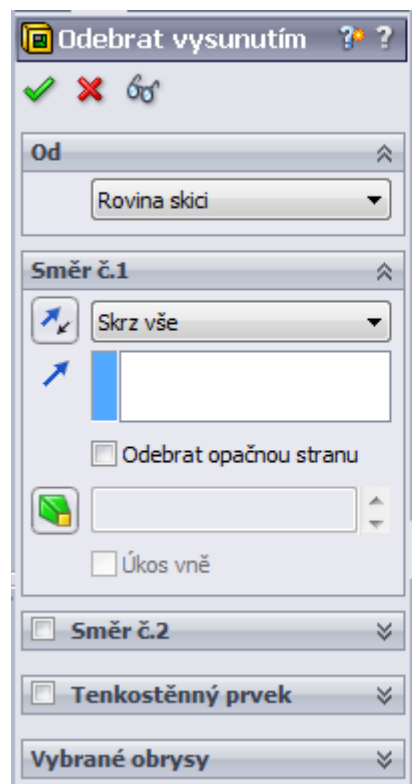 Odebrat vysunutím
Od
Rovina skici
Směr č.1
Skrz vše
Odebrat opačnou stranu
Úkos vně
Směr č.2
Tenkostěnný prvek
Vybrané obrysy